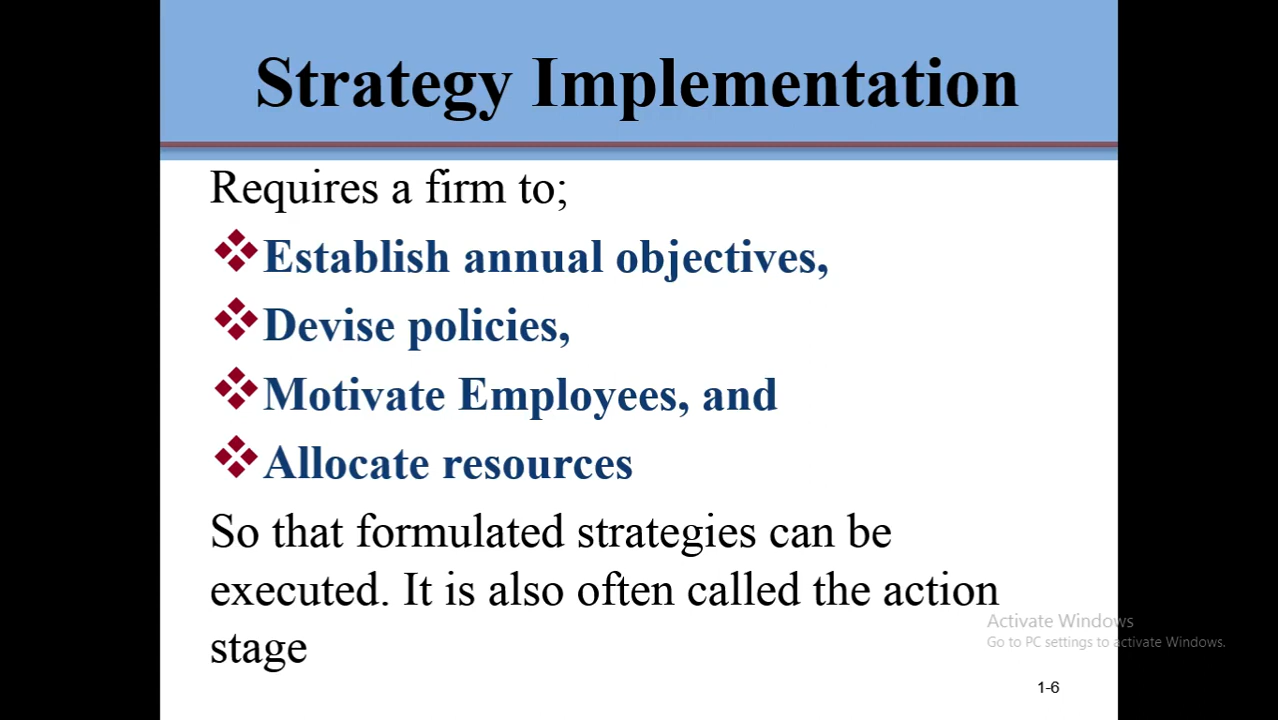 Strategy Implementation
Requires a firm to;
Establish annual objectives,
Devise policies,
Motivate Employees, and
Allocate resources
So that formulated strategies can be
executed. It is also often called the action
stage
Activate Windows
Go to PC settings to activate Windows.
1-6